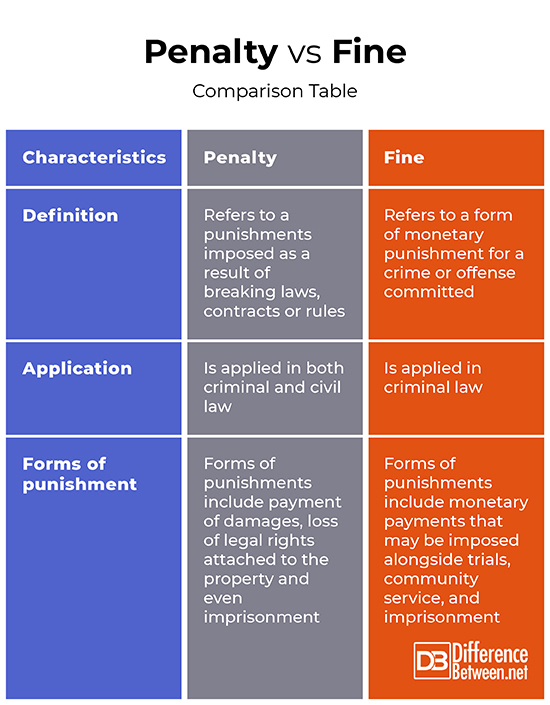 Penalty vs Fine
Comparison Table
Characteristics
Penalty
Fine
Definition
Refers to a
punishments
imposed as a
result of
breaking laws,
contracts or rules
Refers to a form
of monetary
punishment for a
crime or offense
committed
Application
Is applied in both
criminal and civil
law
Is applied in
criminal law
Forms of
punishment
Forms of
punishments
include payment
of damages, loss
of legal rights
attached to the
property and
even
imprisonment
Forms of
punishments
include monetary
payments that
may be imposed
alongside trials,
community
service, and
imprisonment
DB Difference
Between.net